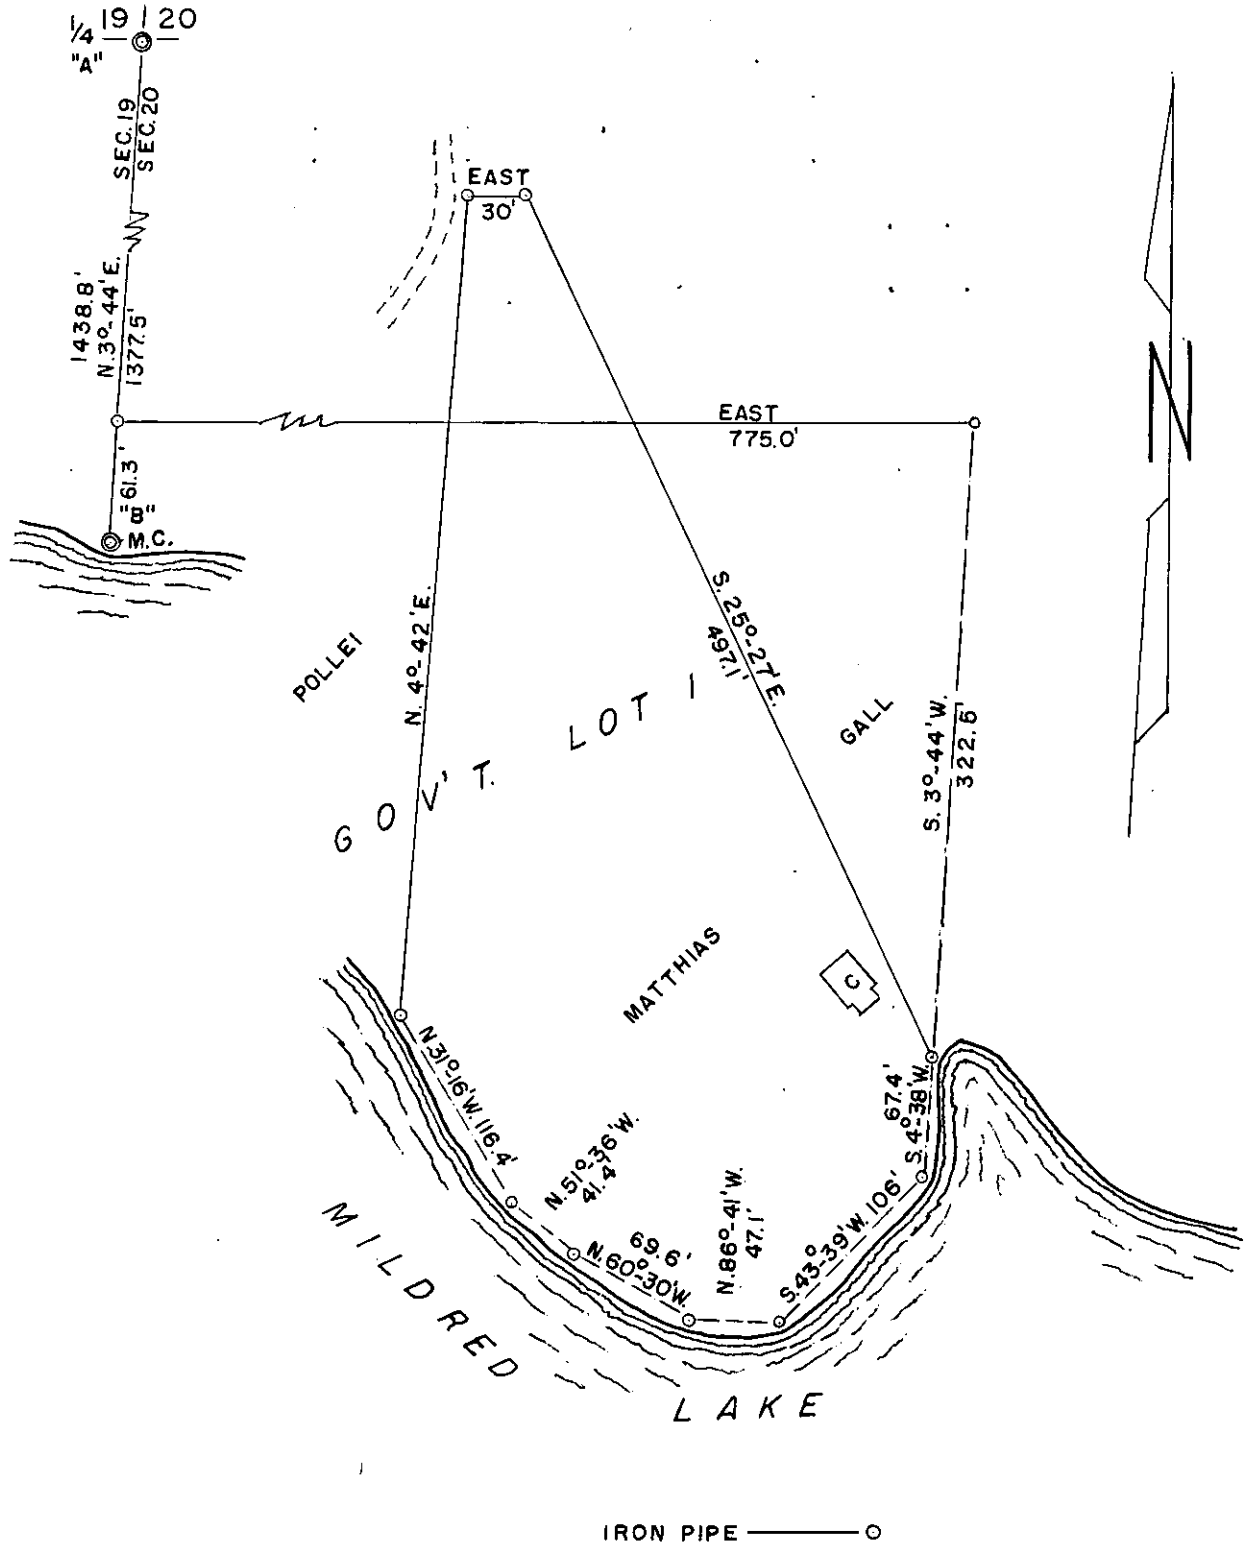 19 20
1/4
"A"
SEC. 19
SEC. 20
1438.8'
N. 3°-44' E.
1377.5'
61.3'
"B"
M.C.
EAST
30'
EAST
775.0'
N. 4°-42' E.
S. 25°-27' E.
497.1'
S. 3°-44' W.
POLLEI
GALL
GOV'T. LOT 1
MATTHIAS
C
N. 31°-16' W. 116.4'
N. 51°-36' W.
41.4'
69.6'
N. 60°-30' W.
N. 86°-41' W.
47.1'
S. 43°-39' W. 106'
67.4'
S. 4°-38' W.
N
MILDRED
LAKE
IRON PIPE